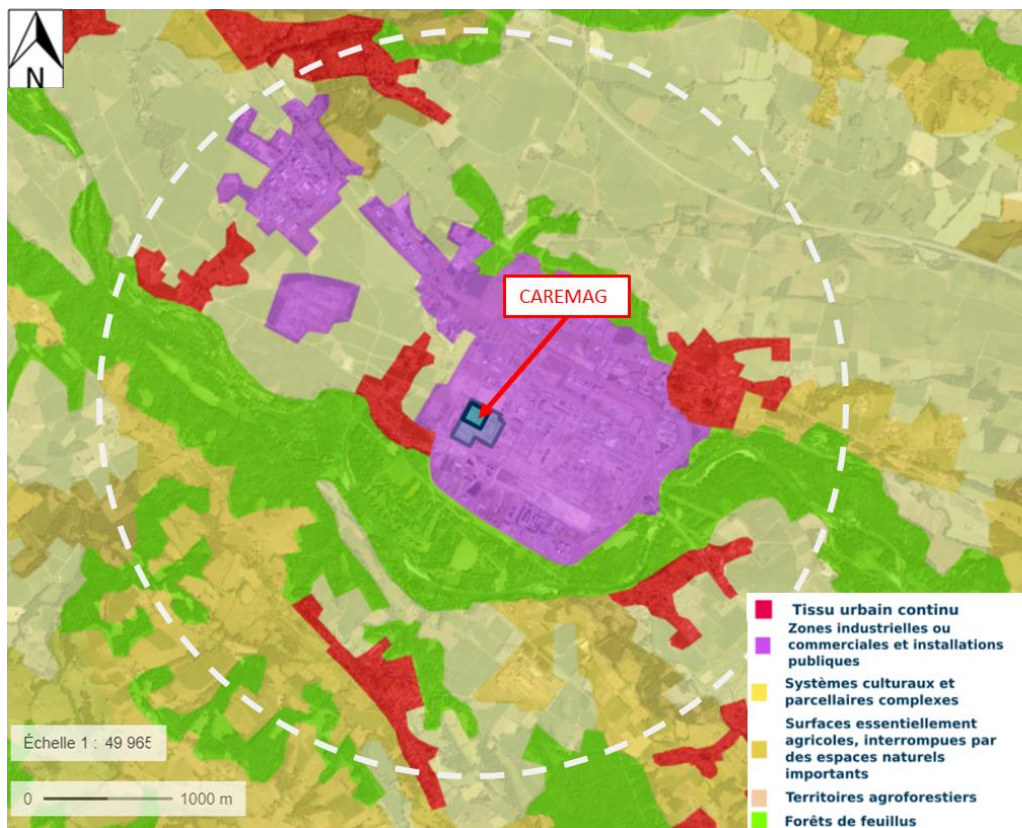 N
CAREMAG
Tissu urbain continu
Zones industrielles ou
commerciales et installations
publiques
Systèmes culturaux et
parcellaires complexes
Surfaces essentiellement
agricoles, interrompues par
des espaces naturels
importants
Territoires agroforestiers
Forêts de feuillus
Échelle 1 : 49 965
0 1000 m